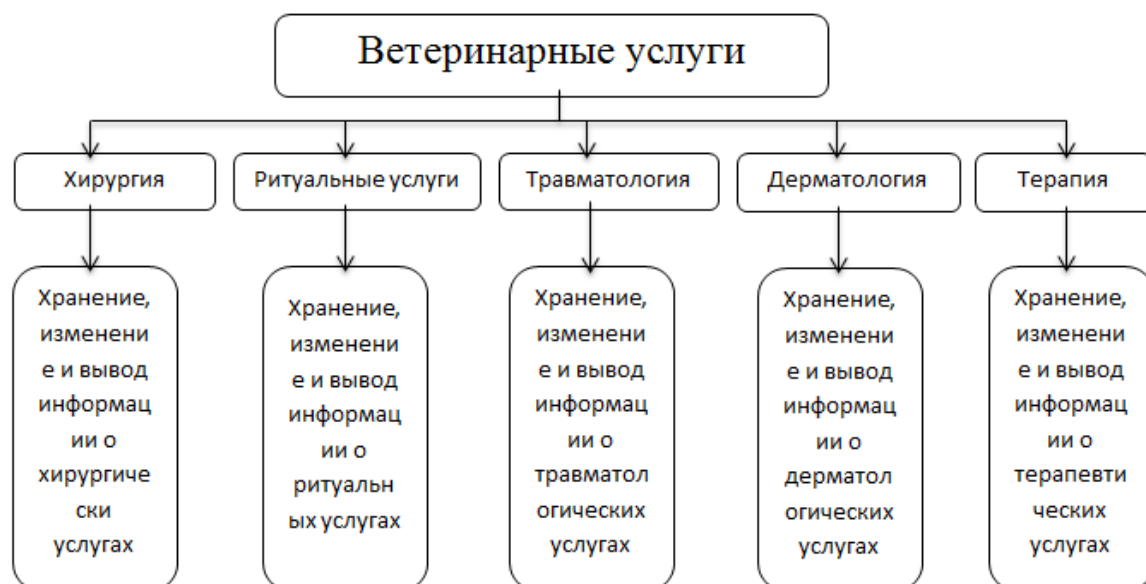 Ветеринарные услуги
Хирургия
Ритуальные услуги
Травматология
Дерматология
Терапия
Хранение,
изменени
е и вывод
информац
ии о
хирургиче
ски
услугах
Хранение,
изменени
е и вывод
информац
ии о
ритуальн
ых услугах
Хранение,
изменени
е и вывод
информац
ии о
травматол
огических
услугах
Хранение,
изменени
е и вывод
информац
ии о
дерматол
огических
услугах
Хранение,
изменени
е и вывод
информац
ии о
терапевти
ческих
услугах